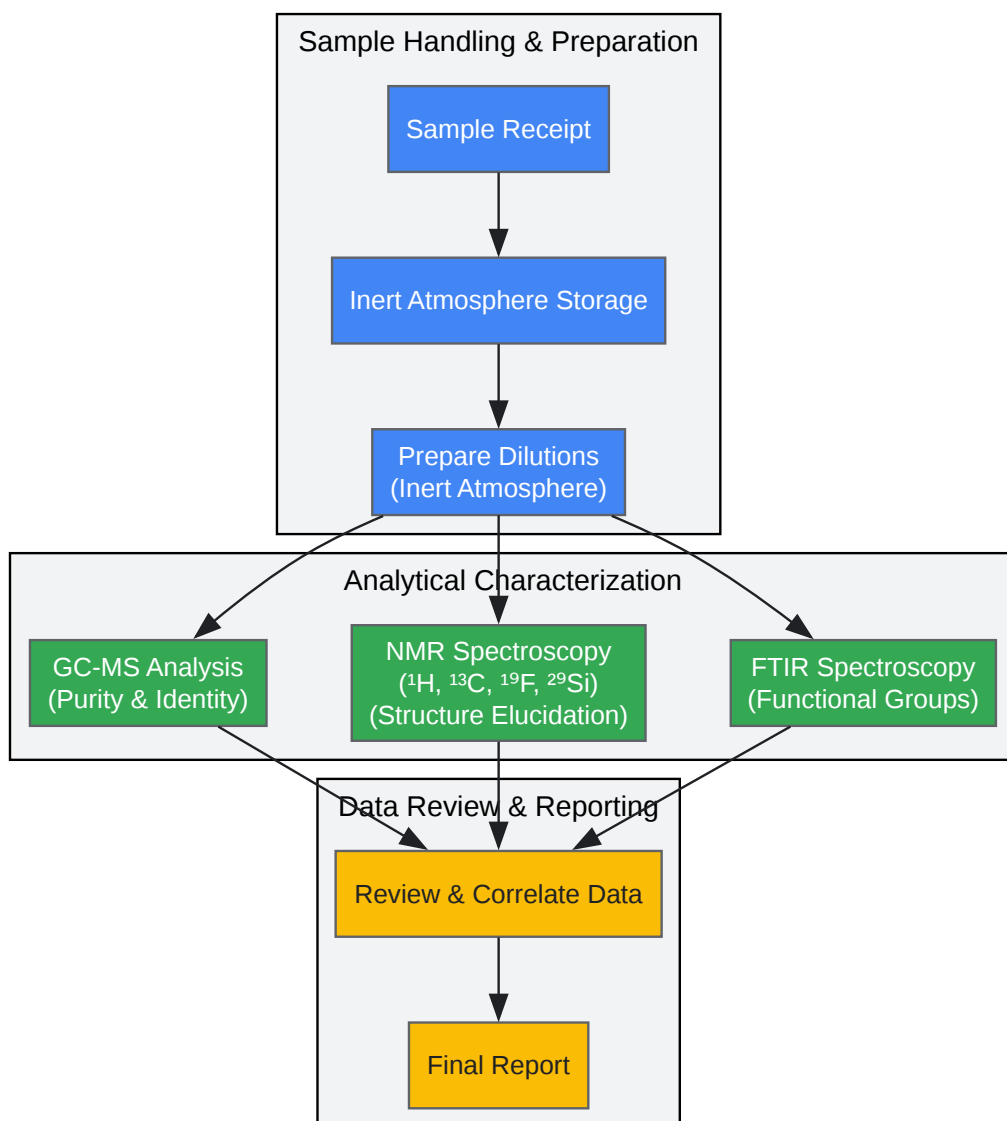 Sample Handling & Preparation
Sample Receipt
Inert Atmosphere Storage
Prepare Dilutions
(Inert Atmosphere)
Analytical Characterization
GC-MS Analysis
(Purity & Identity)
NMR Spectroscopy
(¹H, ¹³C, ¹⁹F, ²⁹Si)
(Structure Elucidation)
FTIR Spectroscopy
(Functional Groups)
Data Review & Reporting
Review & Correlate Data
Final Report